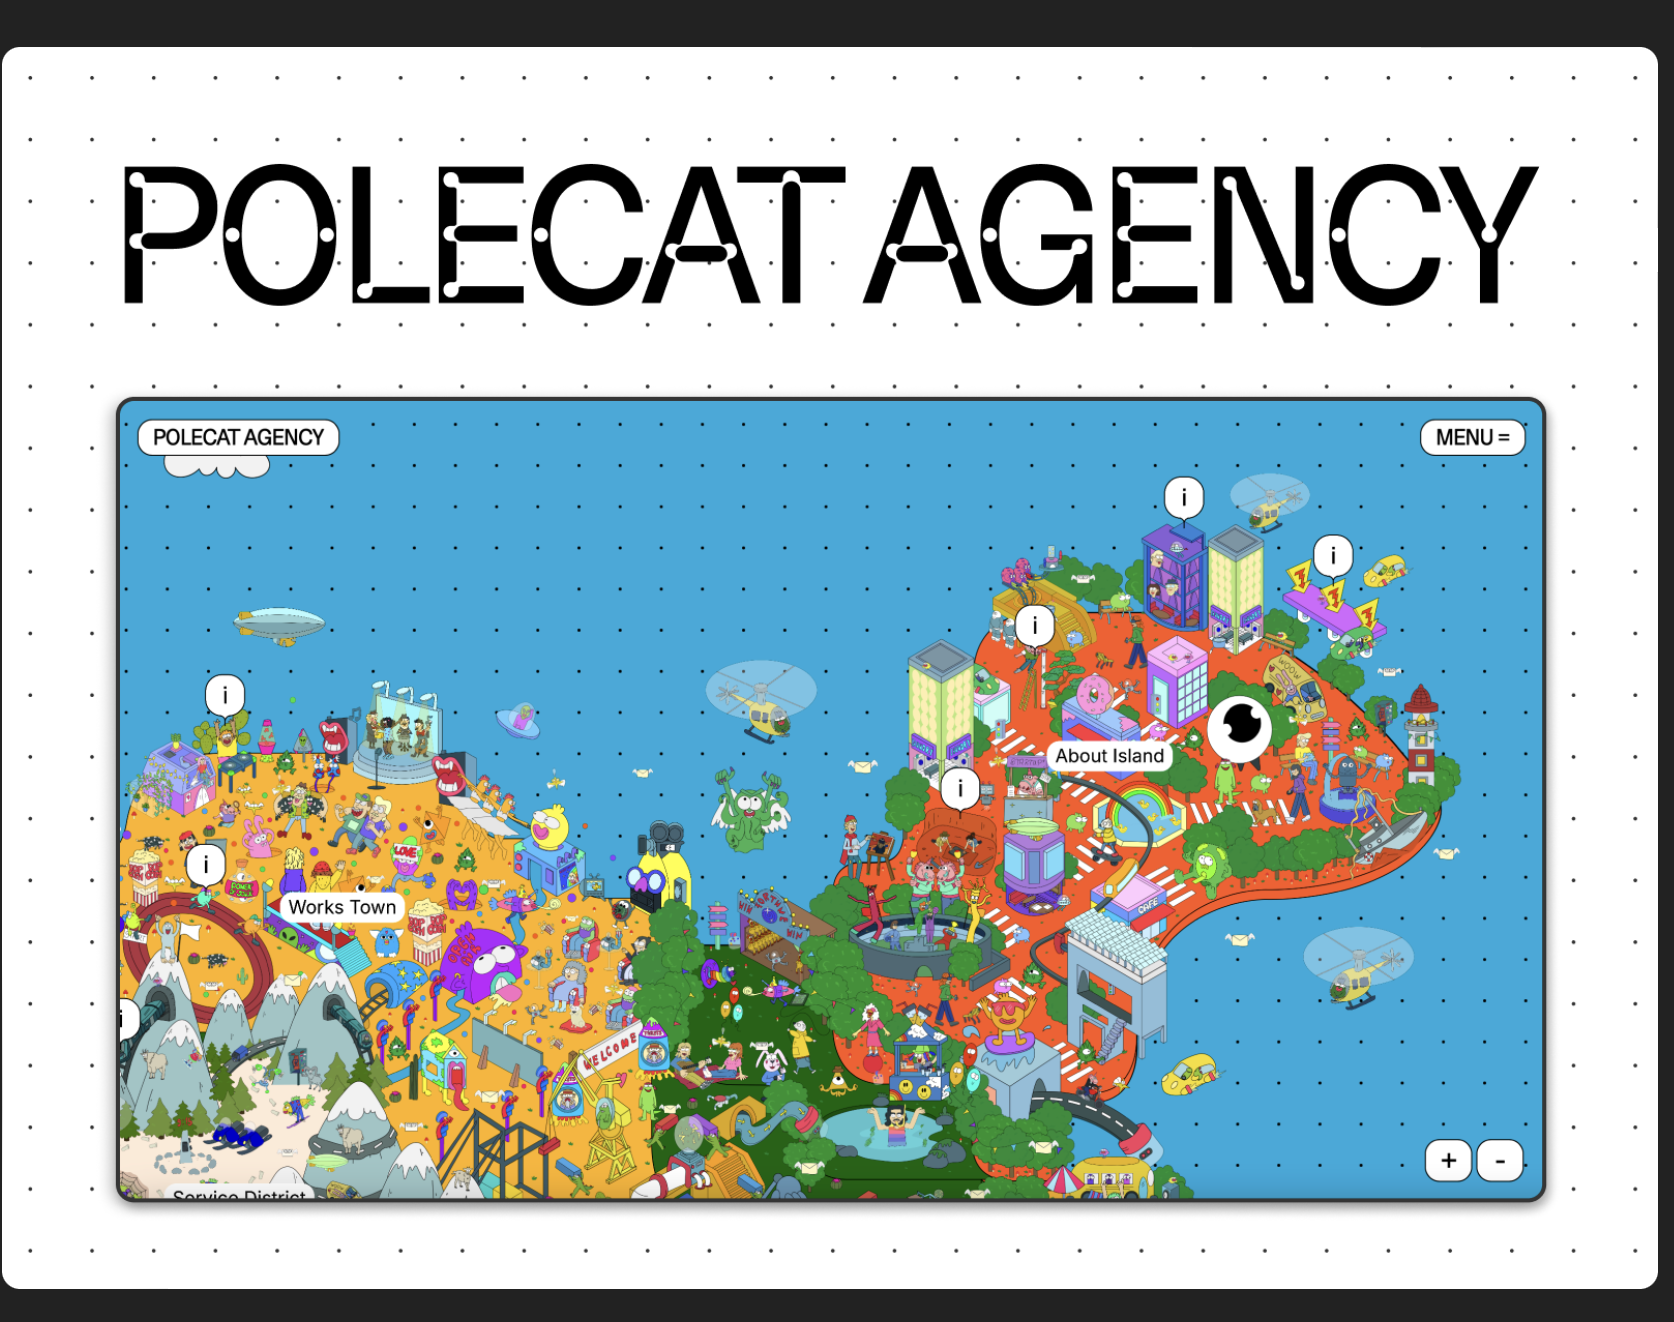 POLECAT AGENCY
POLECAT AGENCY
MENU =
i
i
i
i
About Island
i
LOVE
i
Works Town
i
WELCOME
CAFE
+
-
Service District